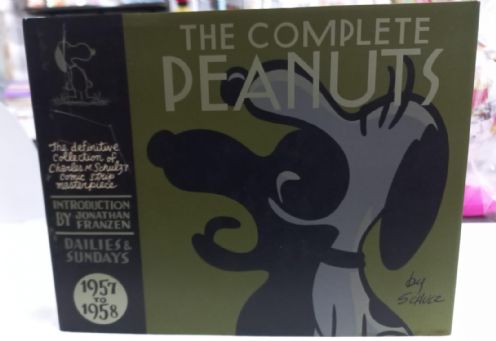 THE COMPLETE
PEANUTS
The definitive
collection of
Charles M. Schulz's
comic strip
masterpiece
INTRODUCTION
BY JONATHAN
FRANZEN
DAILIES &
SUNDAYS
1957
TO
1958
by
SCHULZ